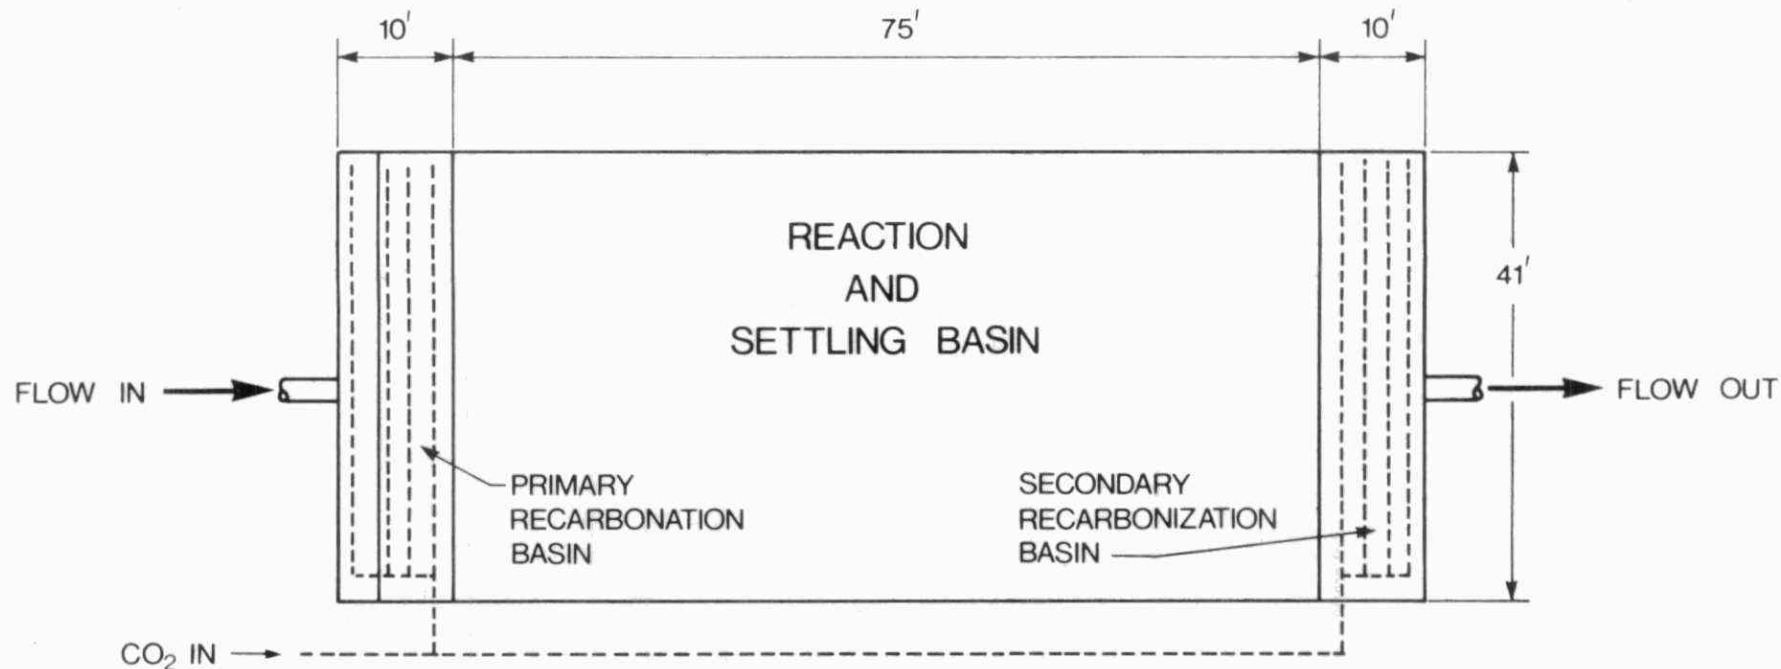 10'
75'
10'
REACTION
AND
SETTLING BASIN
41'
FLOW IN
FLOW OUT
PRIMARY
RECARBONATION
BASIN
SECONDARY
RECARBONIZATION
BASIN
CO₂ IN